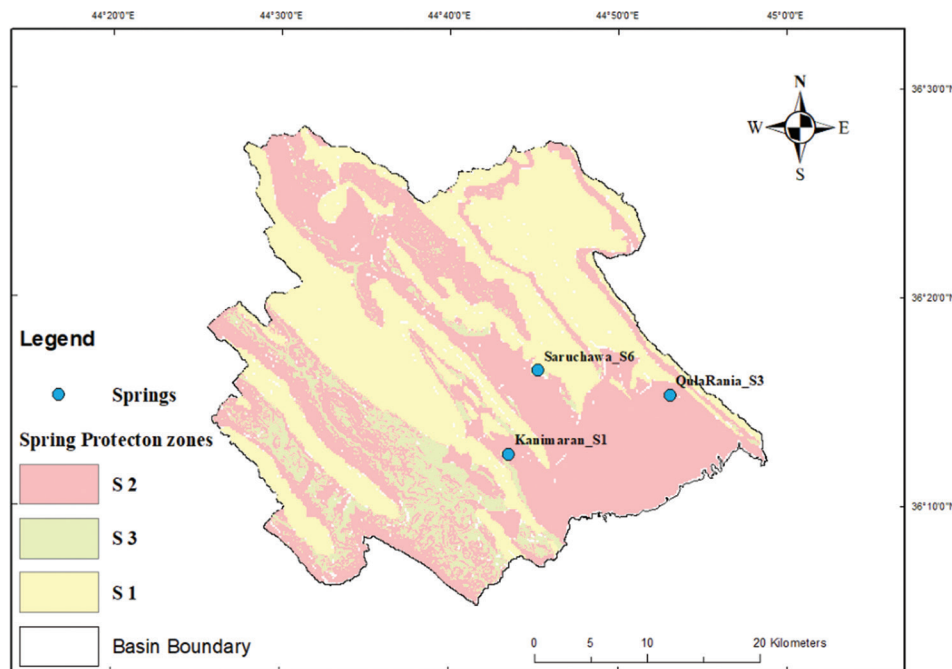 44°20'0"E 44°30'0"E 44°40'0"E 44°50'0"E 45°0'0"E
36°30'0"N
N
W E
S
36°20'0"N
Legend
Springs
Spring Protecton zones
S 2
S 3
S 1
Basin Boundary
Saruchawa_S6
QulaRania_S3
Kanimaran_S1
36°10'0"N
0 5 10 20 Kilometers